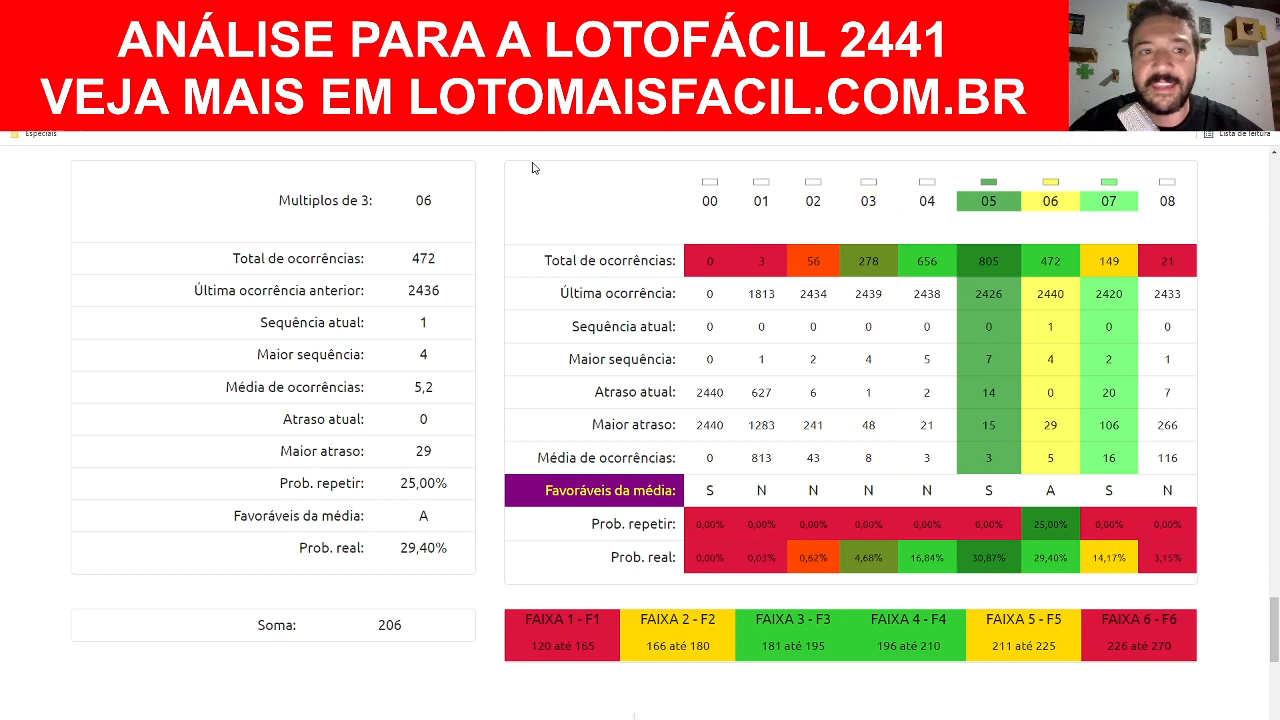 ANÁLISE PARA A LOTOFÁCIL 2441
VEJA MAIS EM LOTOMAISFACIL.COM.BR
Especiais
Lista de leitura
Multiplos de 3: 06
Total de ocorrências: 472
Última ocorrência anterior: 2436
Sequência atual: 1
Maior sequência: 4
Média de ocorrências: 5,2
Atraso atual: 0
Maior atraso: 29
Prob. repetir: 25,00%
Favoráveis da média: A
Prob. real: 29,40%
00 01 02 03 04 05 06 07 08
Total de ocorrências: 0 3 56 278 656 805 472 149 21
Última ocorrência: 0 1813 2434 2439 2438 2426 2440 2420 2433
Sequência atual: 0 0 0 0 0 0 1 0 0
Maior sequência: 0 1 2 4 5 7 4 2 1
Atraso atual: 2440 627 6 1 2 14 0 20 7
Maior atraso: 2440 1283 241 48 21 15 29 106 266
Média de ocorrências: 0 813 43 8 3 3 5 16 116
Favoráveis da média: S N N N N S A S N
Prob. repetir: 0,00% 0,00% 0,00% 0,00% 0,00% 0,00% 25,00% 0,00% 0,00%
Prob. real: 0,00% 0,03% 0,62% 4,68% 16,84% 30,87% 29,40% 14,17% 3,15%
Soma: 206
FAIXA 1 - F1 FAIXA 2 - F2 FAIXA 3 - F3 FAIXA 4 - F4 FAIXA 5 - F5 FAIXA 6 - F6
120 até 165 166 até 180 181 até 195 196 até 210 211 até 225 226 até 270